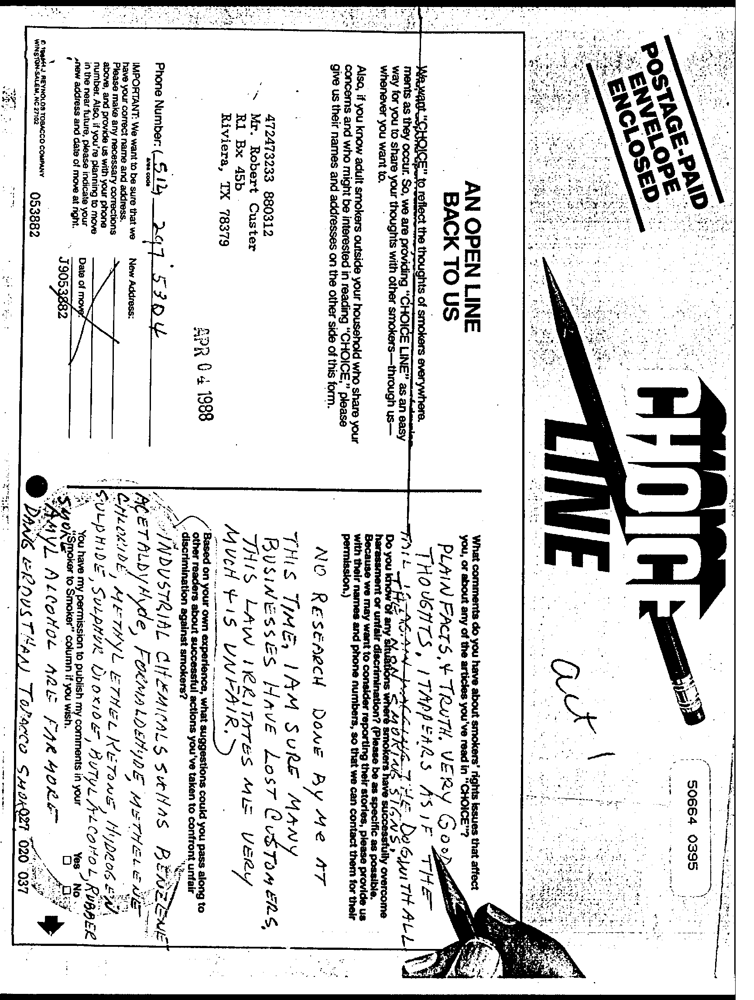 POSTAGE-PAID
ENVELOPE
ENCLOSED
CHOICE
LINE
act 1
50664 0395
AN OPEN LINE
BACK TO US
We want "CHOICE" to reflect the thoughts of smokers everywhere.
ments as they occur. So, we are providing "CHOICE LINE" as an easy
way for you to share your thoughts with other smokers—through us—
whenever you want to.
Also, if you know adult smokers outside your household who share your
concerns and who might be interested in reading "CHOICE," please
give us their names and addresses on the other side of this form.
472473233 880312
Mr. Robert Custer
R1 Bx 45b
Riviera, TX 78379
APR 04 1988
Phone Number: (512 297 5304
area code
IMPORTANT: We want to be sure that we
have your correct name and address.
Please make any necessary corrections
above, and provide us with your phone
number. Also, if you're planning to move
in the near future, please indicate your
new address and date of move at right.
New Address:
Date of move:
J9053882
R.J. REYNOLDS TOBACCO COMPANY
WINSTON-SALEM, NC 27102
053882
What comments do you have about smokers' rights issues that affect
you, or about any of the articles you've read in "CHOICE"?
PLAIN FACTS, & TRUTH. VERY GOOD
THOUGHTS, IT APPEARS AS IF THE
TAIL IS AGAIN WAGGING THE DOG WITH ALL
THE NON SMOKING SIGNS,
Do you know of any situations where smokers have successfully overcome
harassment or unfair discrimination? (Please be as specific as possible.
Because we may want to consider reporting their stories, please provide us
with their names and phone numbers, so that we can contact them for their
permission.)
NO RESEARCH DONE BY ME AT
THIS TIME, I AM SURE MANY
BUSINESSES HAVE LOST CUSTOMERS,
THIS LAW IRRITATES ME VERY
MUCH & IS UNFAIR.
Based on your own experience, what suggestions could you pass along to
other readers about successful actions you've taken to confront unfair
discrimination against smokers?
INDUSTRIAL CHEMICALS SUCH AS BENZENE
ACETALDYHyde, FORMALDEHYDE METHELENE
CHLORIDE, METHYL ETHEL KETONE, HYDROGEN
SULPHIDE, SULPHUR DIOXIDE, BUTYL ALCOHOL, RUBBER
You have my permission to publish my comments in your
"Smoker to Smoker" column if you wish.
Yes No
SMOKE
AMYL ALCOHOL ARE FAR MORE
DANGEROUS THAN TOBACCO SMOKE
027 020 037